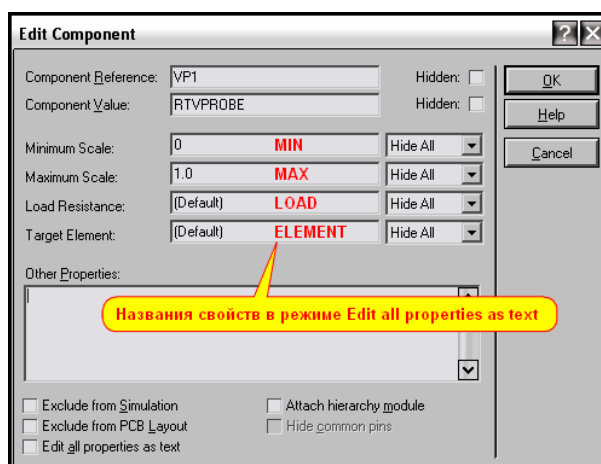 Edit Component
Component Reference: VP1 Hidden:
Component Value: RTVPROBE Hidden:
Minimum Scale: 0 MIN Hide All
Maximum Scale: 1.0 MAX Hide All
Load Resistance: (Default) LOAD Hide All
Target Element: (Default) ELEMENT Hide All
Other Properties:
Названия свойств в режиме Edit all properties as text
Exclude from Simulation
Attach hierarchy module
Exclude from PCB Layout
Hide common pins
Edit all properties as text
OK
Help
Cancel